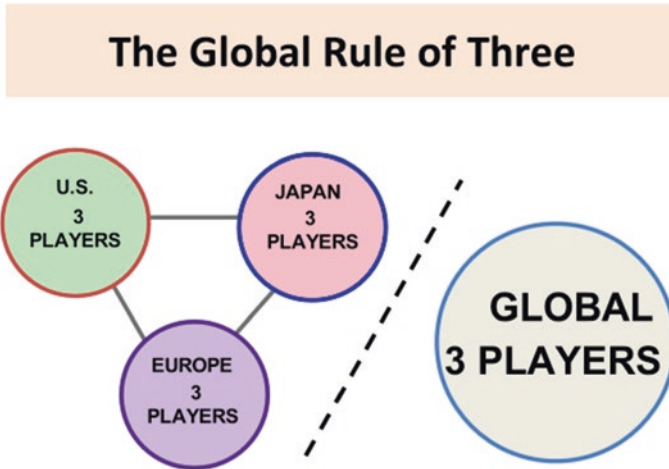 The Global Rule of Three
U.S.
3
PLAYERS
JAPAN
3
PLAYERS
EUROPE
3
PLAYERS
GLOBAL
3 PLAYERS